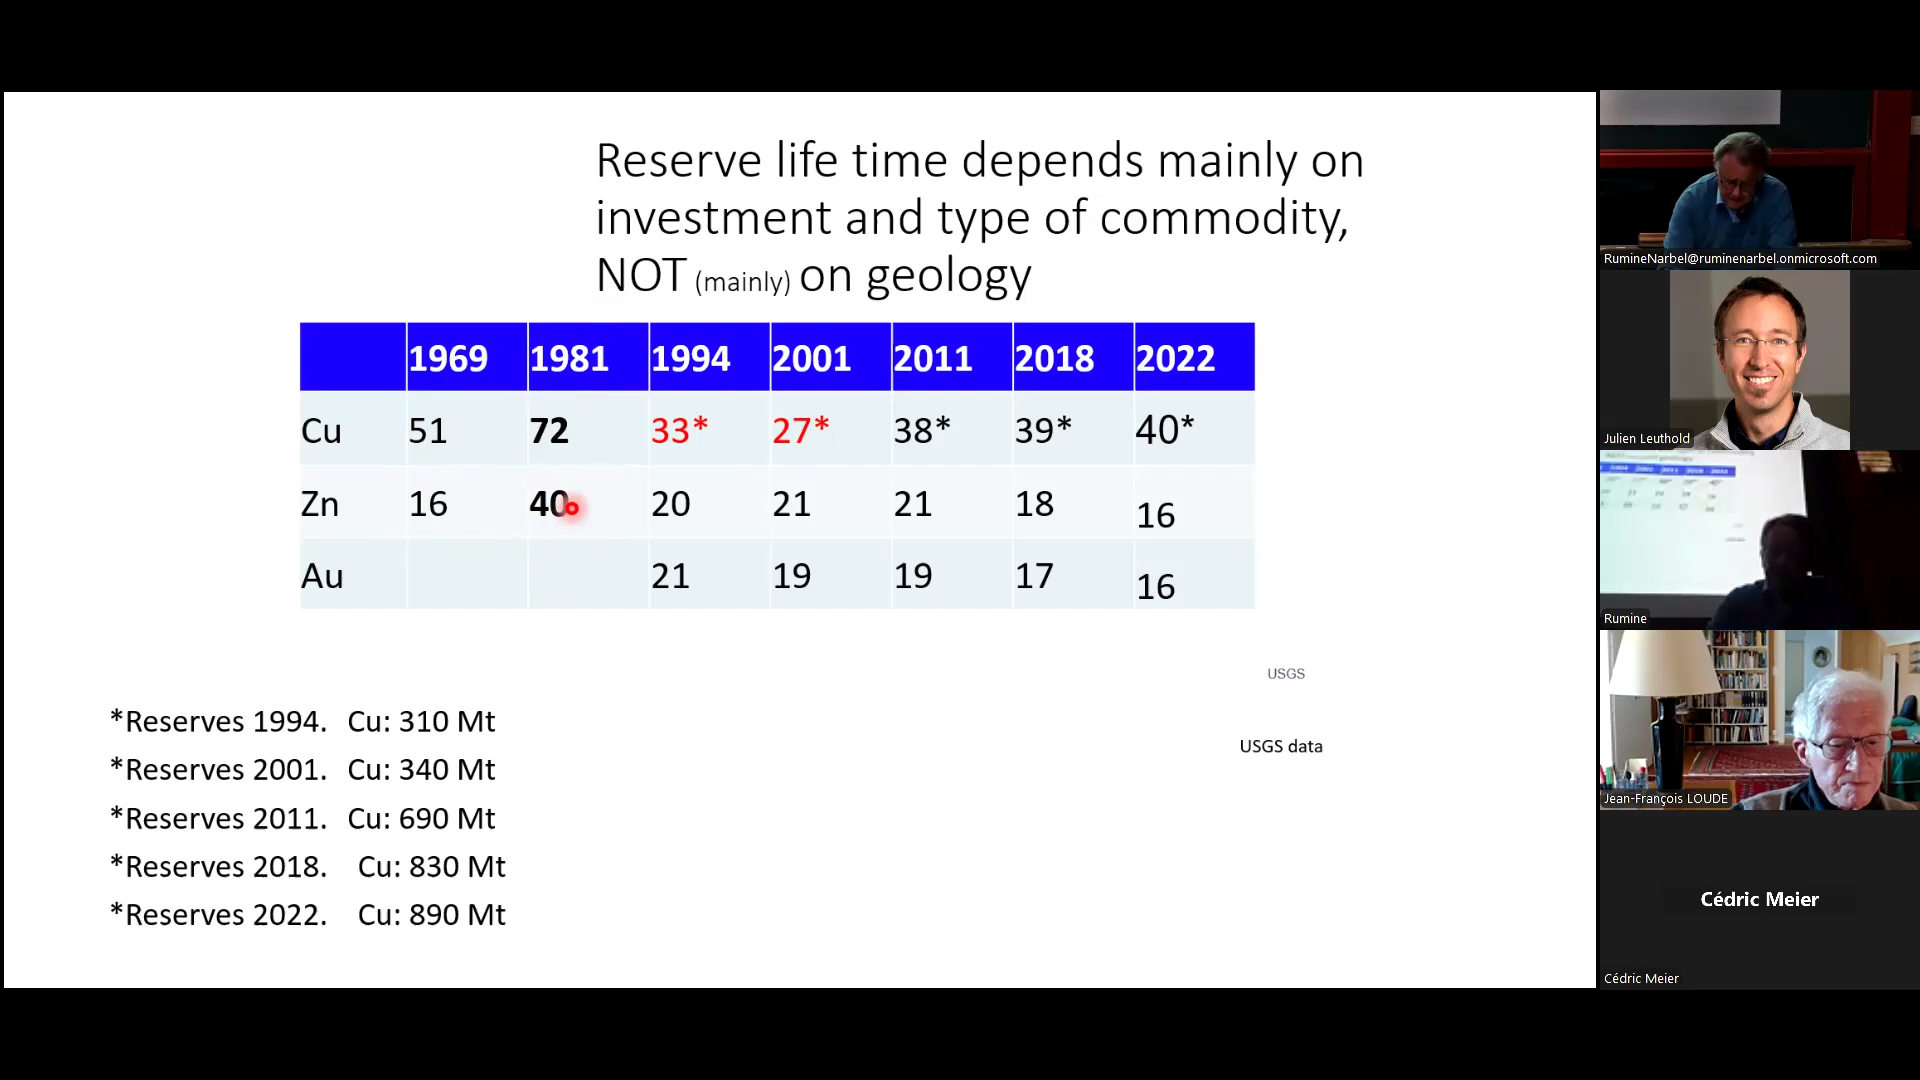 Reserve life time depends mainly on
investment and type of commodity,
NOT (mainly) on geology
1969 1981 1994 2001 2011 2018 2022
Cu 51 72 33* 27* 38* 39* 40*
Zn 16 40 20 21 21 18 16
Au 21 19 19 17 16
USGS
USGS data
*Reserves 1994. Cu: 310 Mt
*Reserves 2001. Cu: 340 Mt
*Reserves 2011. Cu: 690 Mt
*Reserves 2018. Cu: 830 Mt
*Reserves 2022. Cu: 890 Mt
RumineNarbel@ruminenarbel.onmicrosoft.com
Julien Leuthold
Rumine
Jean-François LOUDE
Cédric Meier
Cédric Meier